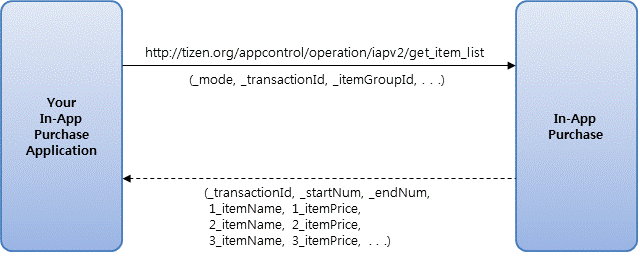 http://tizen.org/appcontrol/operation/iapv2/get_item_list
(_mode, _transactionId, _itemGroupId, . . .)
Your
In-App
Purchase
Application
In-App
Purchase
(_transactionId, _startNum, _endNum,
1_itemName, 1_itemPrice,
2_itemName, 2_itemPrice,
3_itemName, 3_itemPrice, . . .)